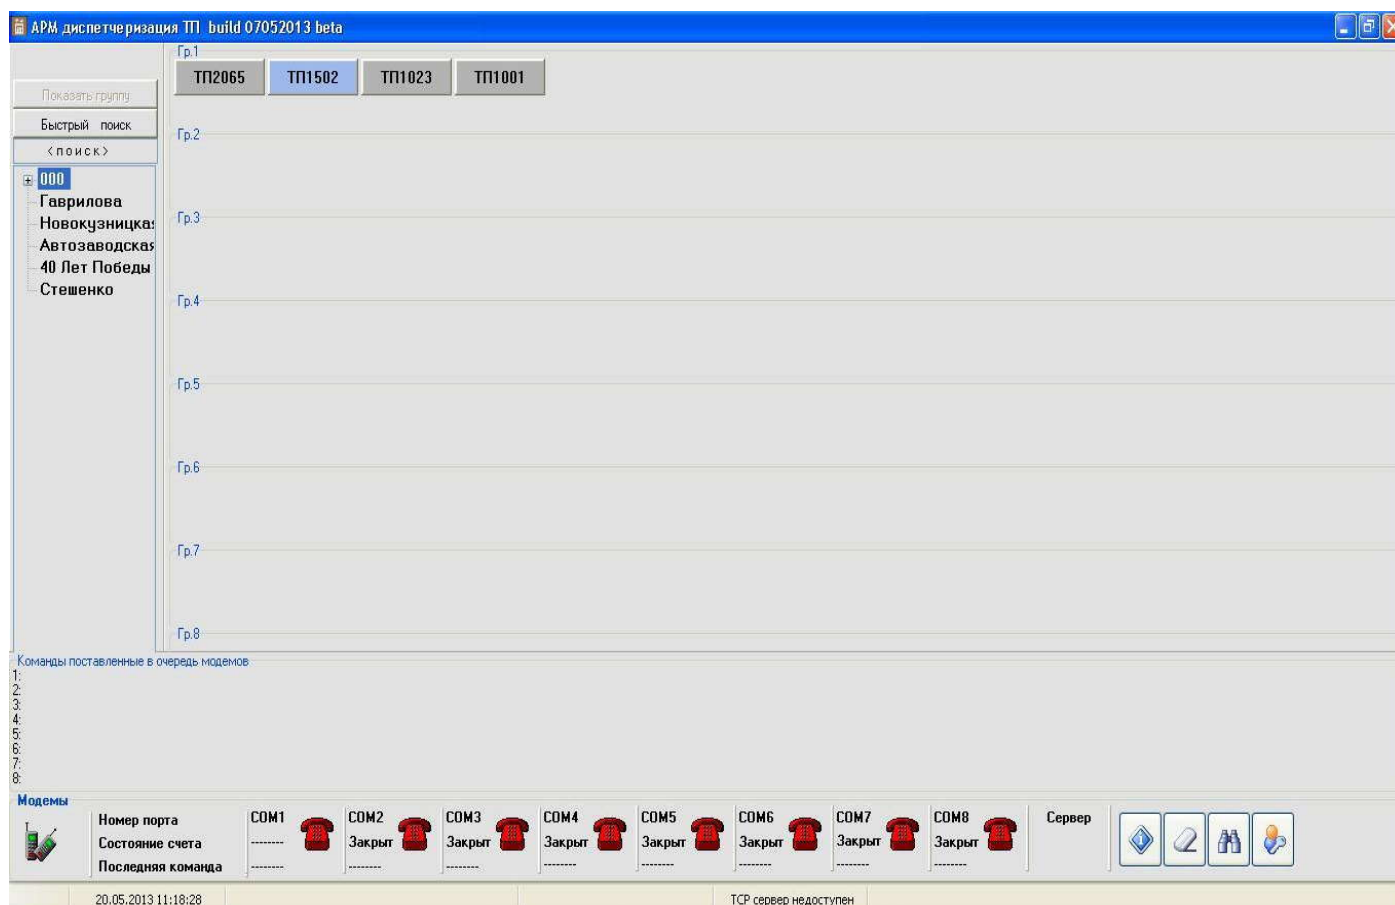 АРМ диспетчеризация ТП build 07052013 beta
Показать группу
Быстрый поиск
<поиск>
000
Гаврилова
Новокузницка
Автозаводская
40 Лет Победы
Стешенко
Гр.1
ТП2065 ТП1502 ТП1023 ТП1001
Гр.2
Гр.3
Гр.4
Гр.5
Гр.6
Гр.7
Гр.8
Команды поставленные в очередь модемов
1:
2:
3:
4:
5:
6:
7:
8:
Модемы
Номер порта COM1 COM2 COM3 COM4 COM5 COM6 COM7 COM8 Сервер
Состояние счета -------- Закрыт Закрыт Закрыт Закрыт Закрыт Закрыт Закрыт
Последняя команда -------- -------- -------- -------- -------- -------- -------- --------
20.05.2013 11:18:28 TCP сервер недоступен